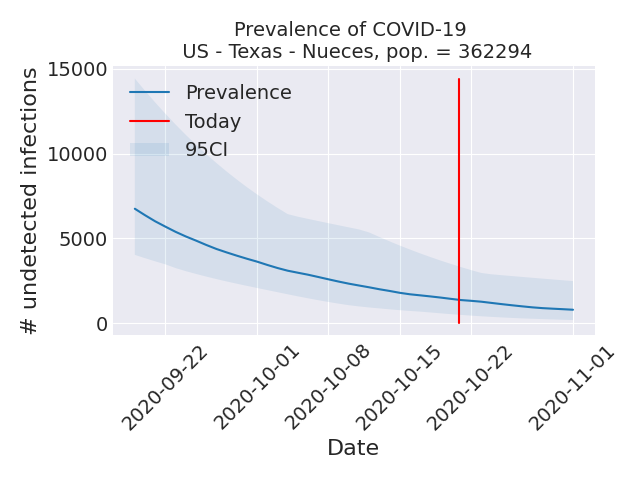 Prevalence of COVID-19
US - Texas - Nueces, pop. = 362294
# undetected infections
15000
10000
5000
0
Prevalence
Today
95CI
2020-09-22
2020-10-01
2020-10-08
2020-10-15
2020-10-22
2020-11-01
Date